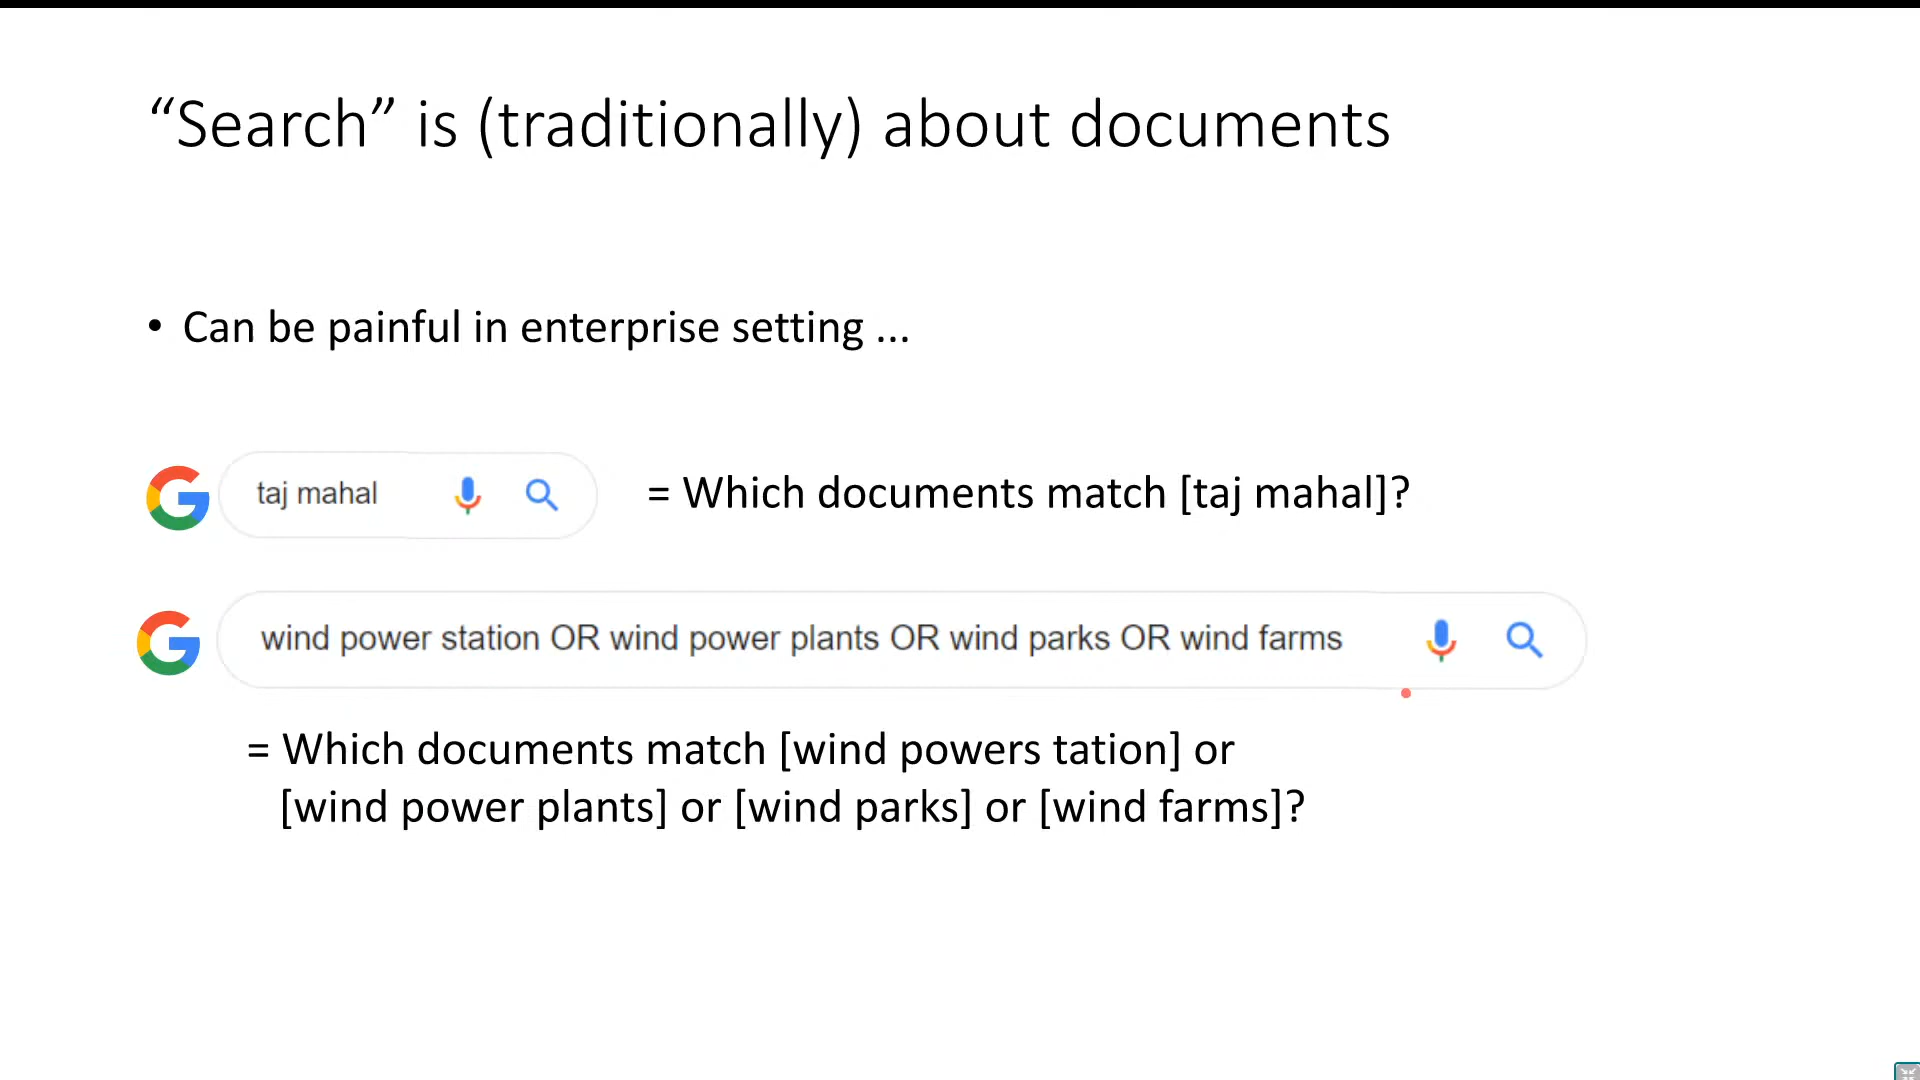 “Search” is (traditionally) about documents
• Can be painful in enterprise setting ...
taj mahal
= Which documents match [taj mahal]?
wind power station OR wind power plants OR wind parks OR wind farms
= Which documents match [wind powers tation] or
[wind power plants] or [wind parks] or [wind farms]?